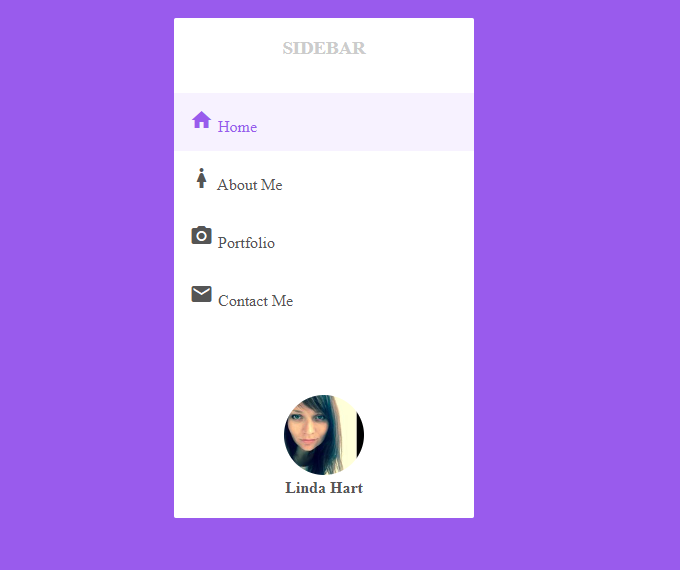 SIDEBAR
Home
About Me
Portfolio
Contact Me
Linda Hart